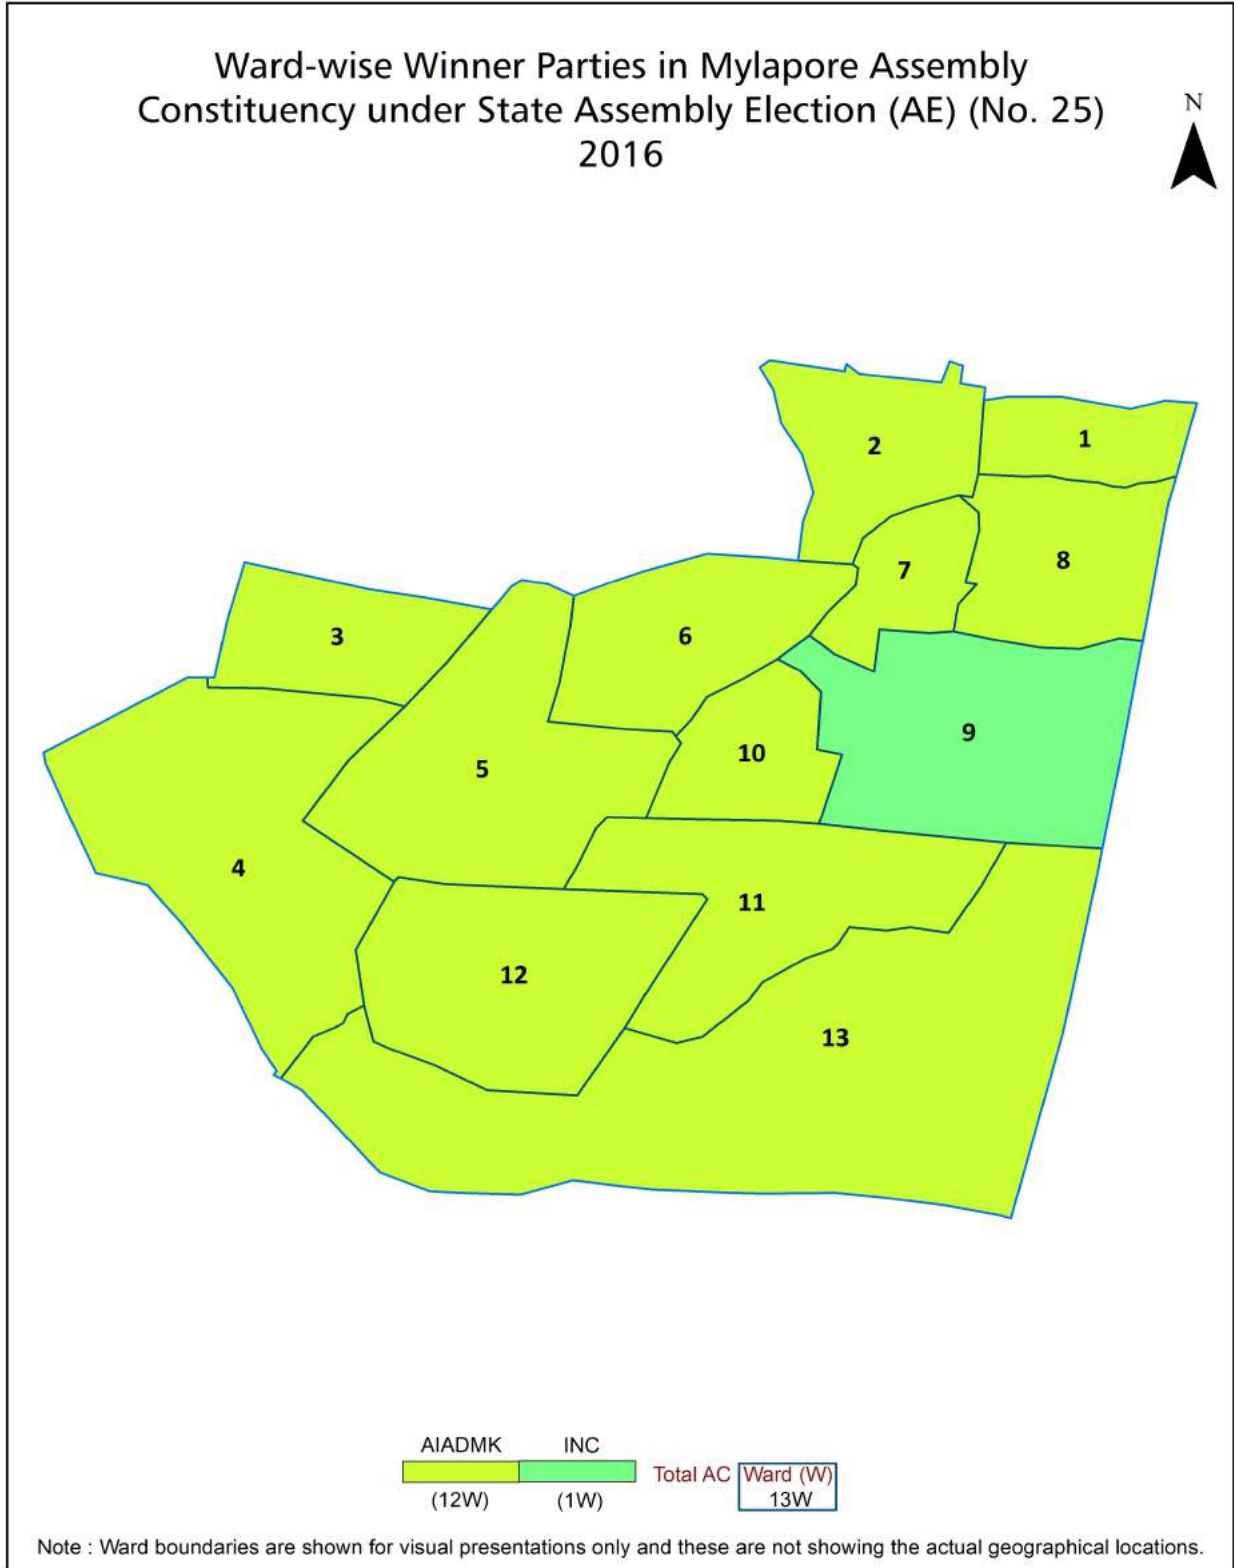 Ward-wise Winner Parties in Mylapore Assembly
Constituency under State Assembly Election (AE) (No. 25)
2016
N
2
1
7
8
3
6
9
10
5
4
11
12
13
AIADMK INC
Total AC Ward (W)
(12W) (1W) 13W
Note : Ward boundaries are shown for visual presentations only and these are not showing the actual geographical locations.